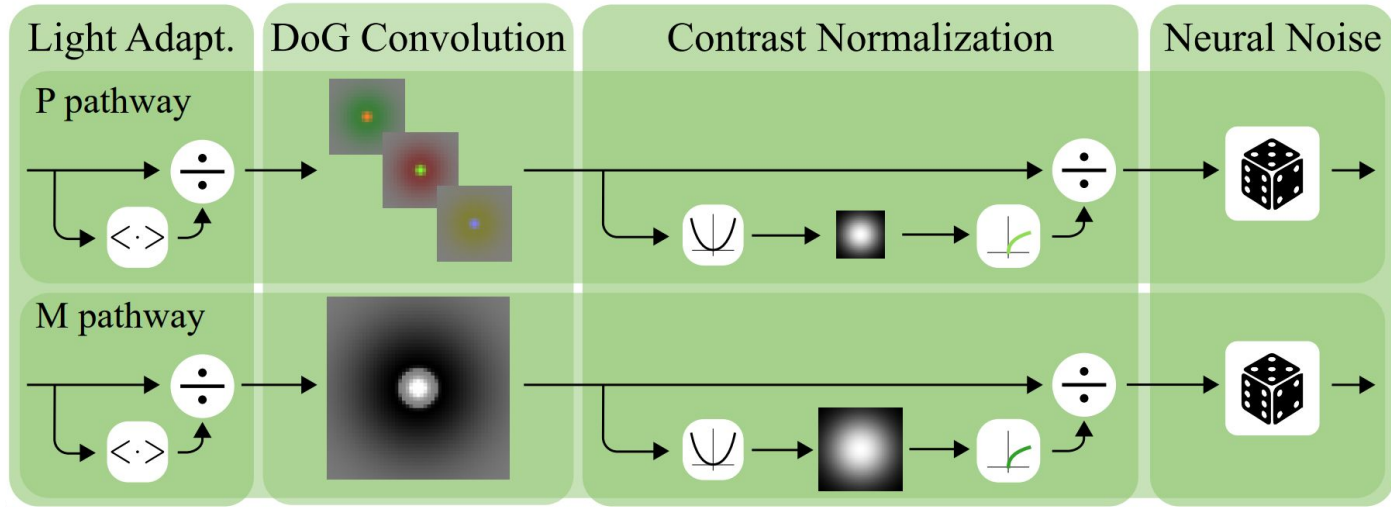 Light Adapt.
DoG Convolution
Contrast Normalization
Neural Noise
P pathway
÷
< · >
÷
M pathway
÷
< · >
÷